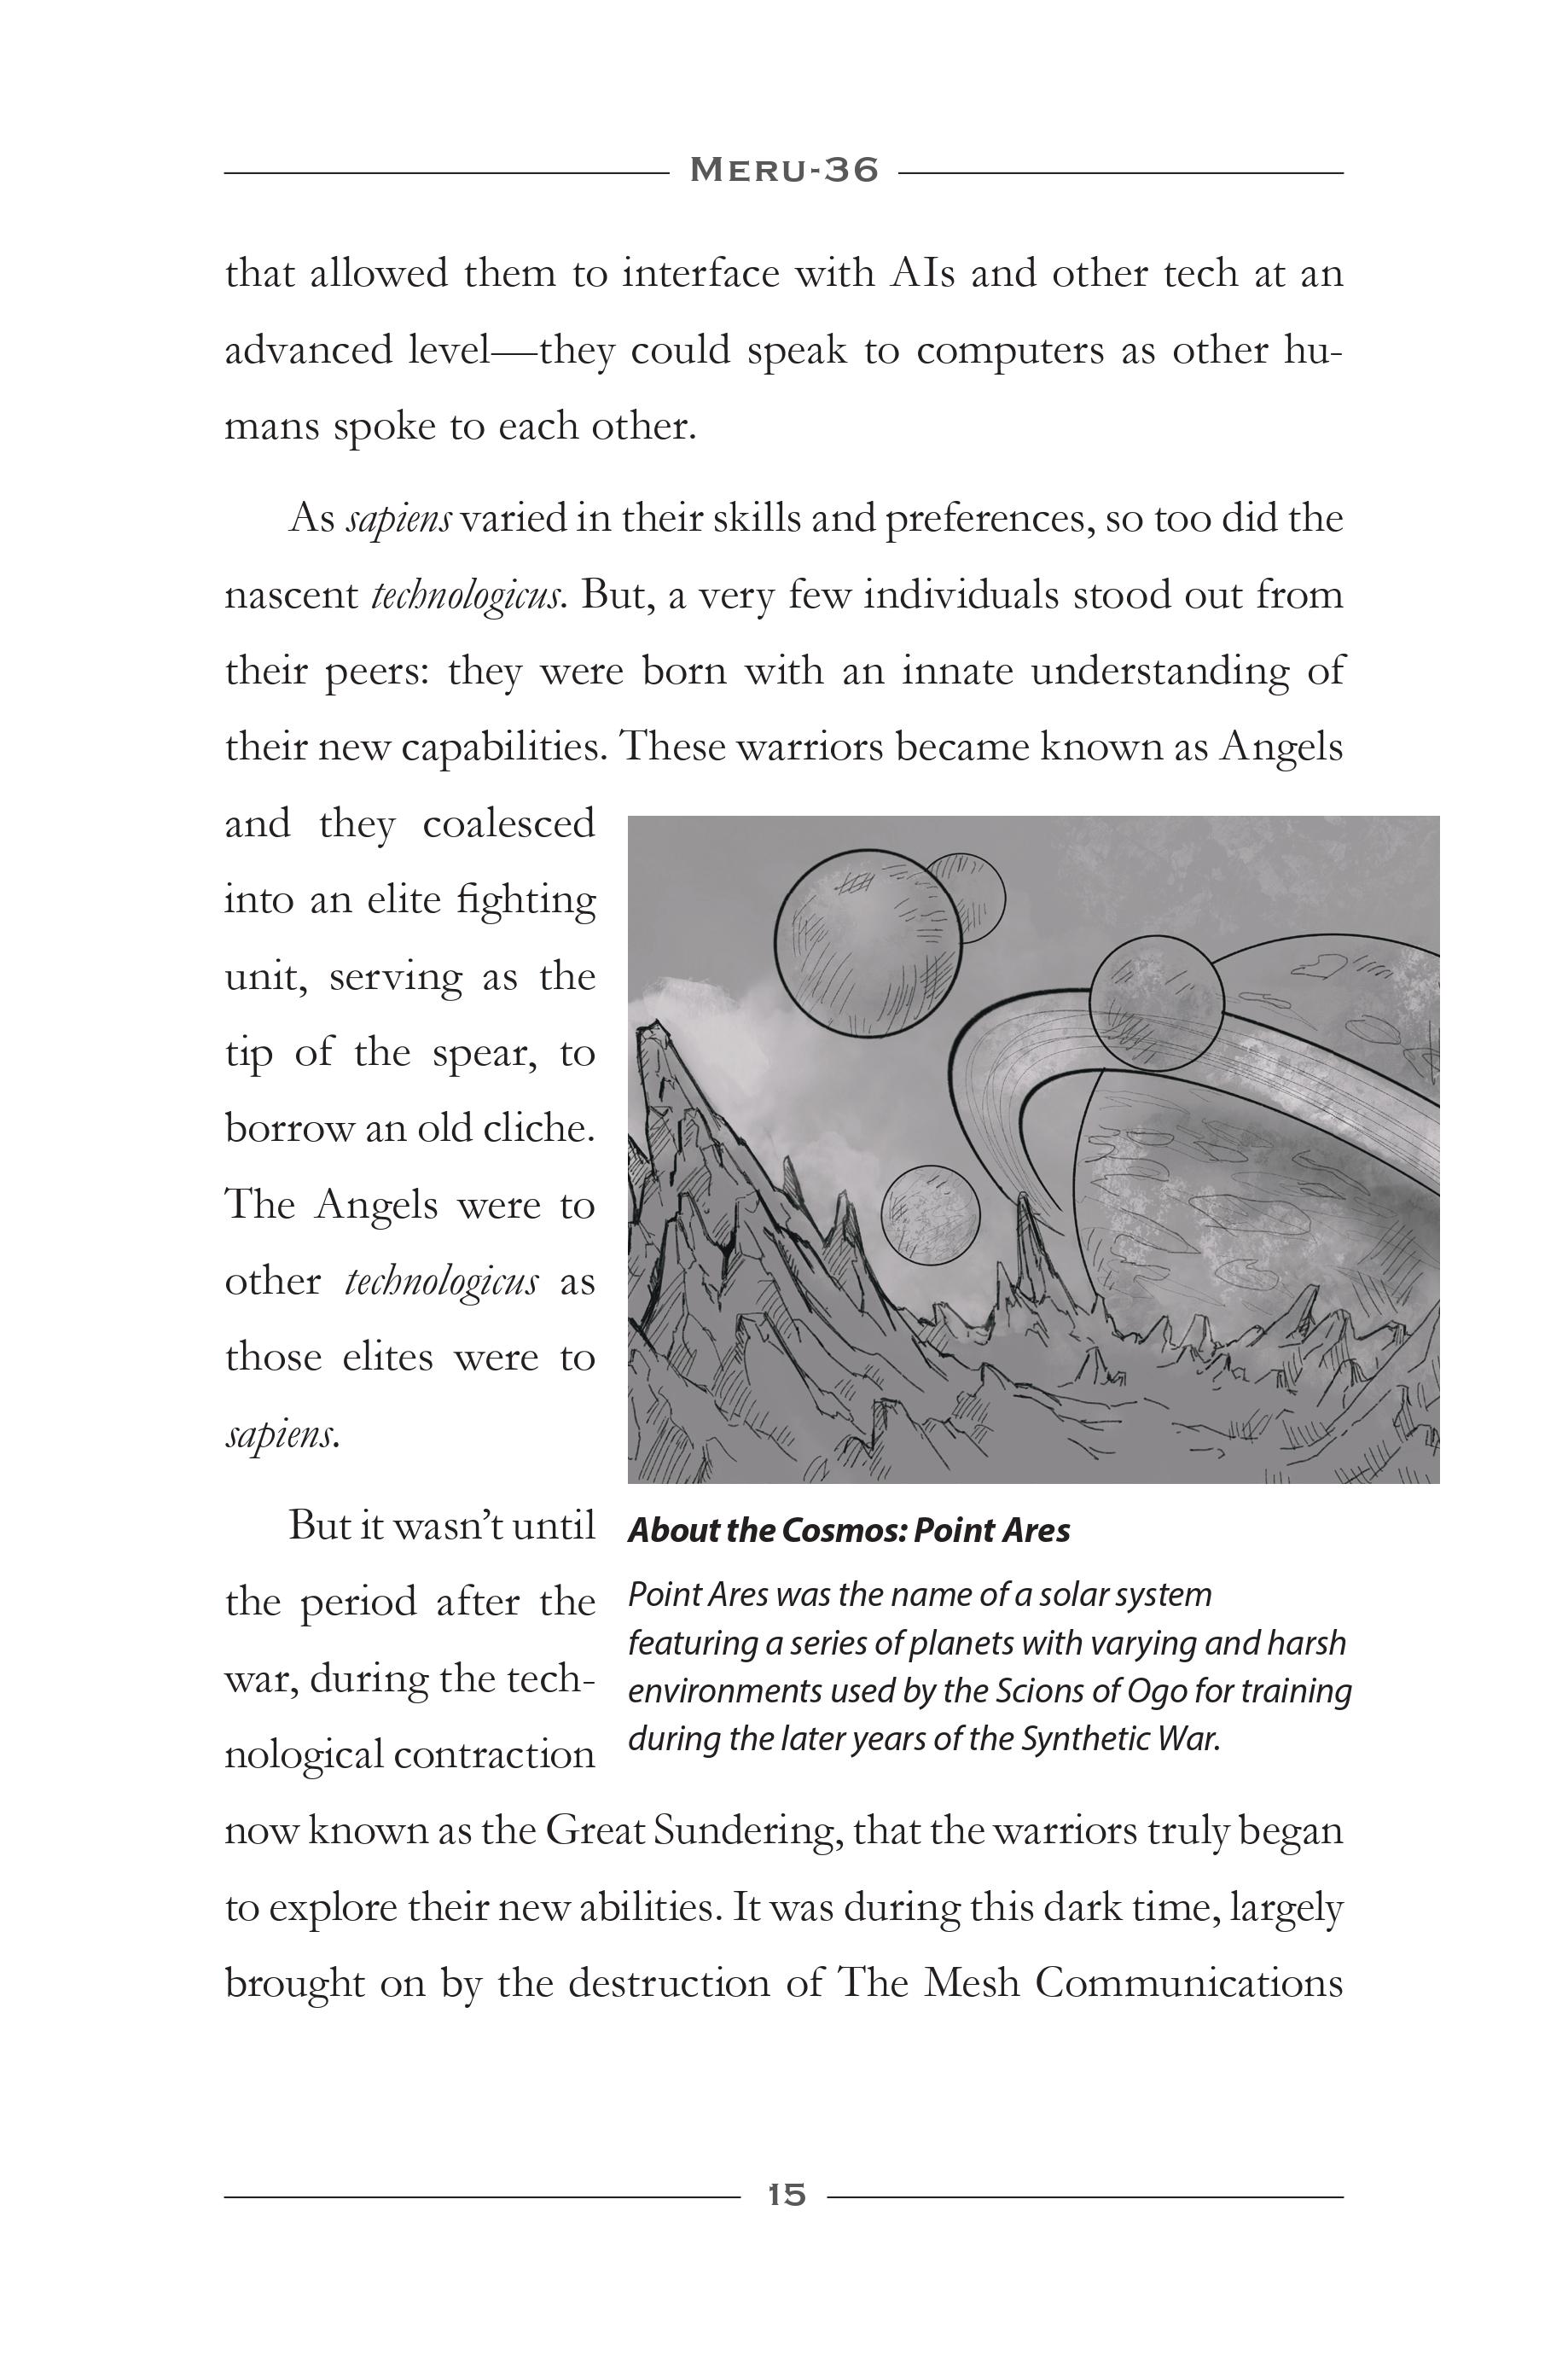 Meru-36
that allowed them to interface with AIs and other tech at an
advanced level—they could speak to computers as other hu-
mans spoke to each other.
As sapiens varied in their skills and preferences, so too did the
nascent technologicus. But, a very few individuals stood out from
their peers: they were born with an innate understanding of
their new capabilities. These warriors became known as Angels
and they coalesced
into an elite fighting
unit, serving as the
tip of the spear, to
borrow an old cliche.
The Angels were to
other technologicus as
those elites were to
sapiens.
But it wasn’t until
the period after the
war, during the tech-
nological contraction
now known as the Great Sundering, that the warriors truly began
to explore their new abilities. It was during this dark time, largely
brought on by the destruction of The Mesh Communications
About the Cosmos: Point Ares
Point Ares was the name of a solar system
featuring a series of planets with varying and harsh
environments used by the Scions of Ogo for training
during the later years of the Synthetic War.
15